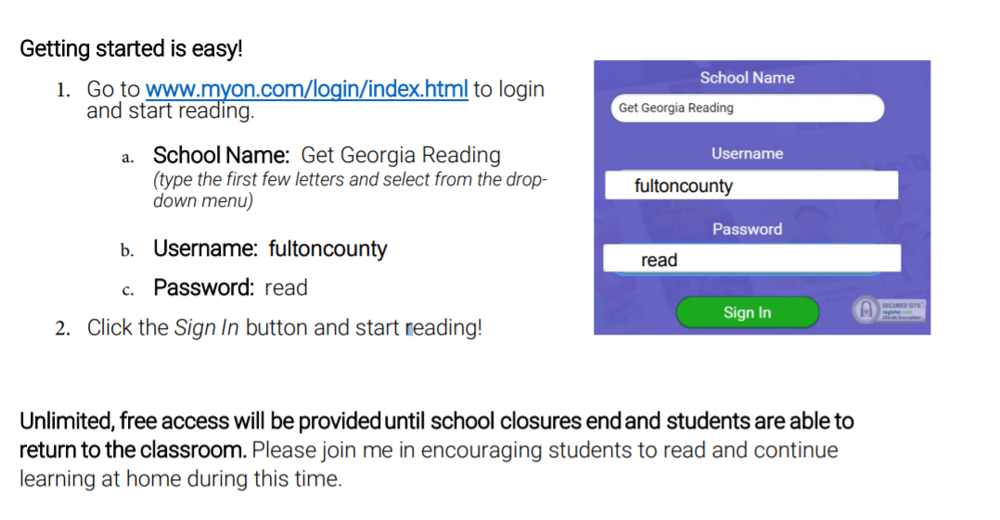 Getting started is easy!
1. Go to www.myon.com/login/index.html to login
and start reading.
a. School Name: Get Georgia Reading
(type the first few letters and select from the drop-
down menu)
b. Username: fultoncounty
c. Password: read
2. Click the Sign In button and start reading!
School Name
Get Georgia Reading
Username
fultoncounty
Password
read
Sign In
SECURED SITE
Unlimited, free access will be provided until school closures end and students are able to
return to the classroom. Please join me in encouraging students to read and continue
learning at home during this time.